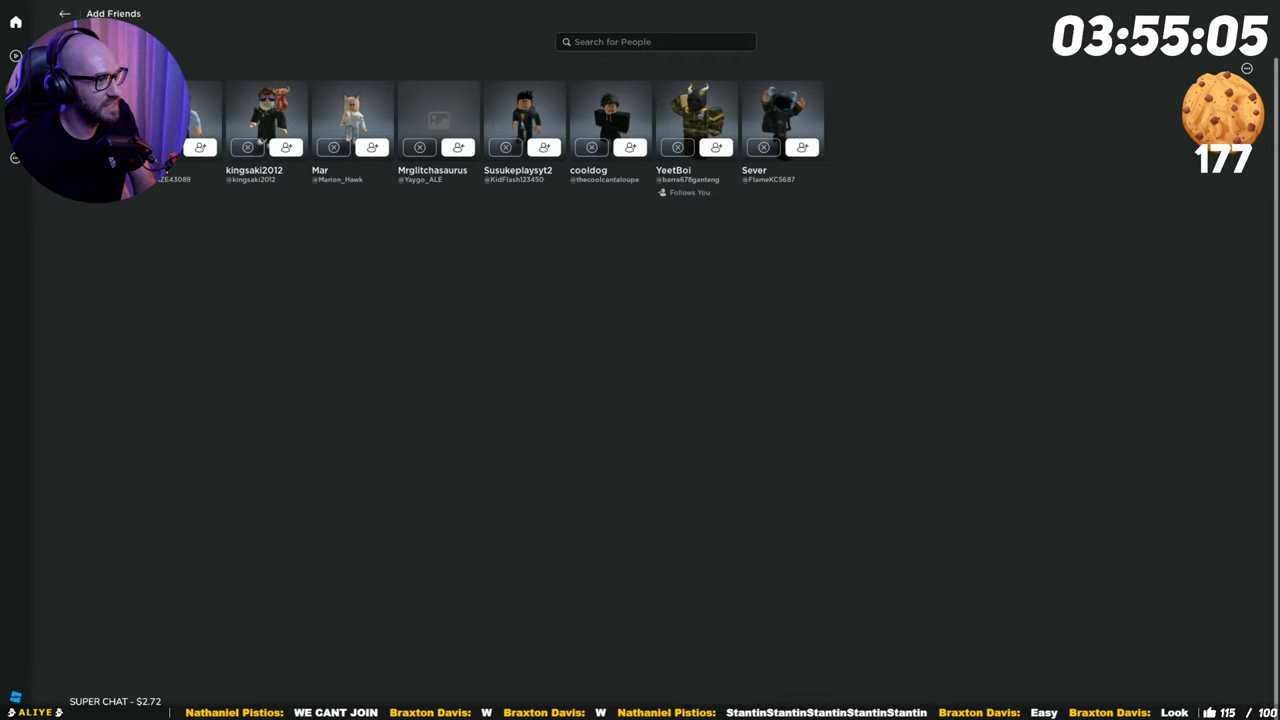 Add Friends
Search for People
03:55:05
177
kingsaki2012
@kingsaki2012
Mar
@Marion_Hawk
Mrglitchasaurus
@Yaygo_ALE
Susukeplaysyt2
@KidFlash123450
cooldog
@thecoolcantaloupe
YeetBoi
@barra678ganteng
Follows You
Sever
@FlameKC5687
ZE43089
SUPER CHAT - $2.72
ALIYE | Nathaniel Pistios: WE CANT JOIN Braxton Davis: W Braxton Davis: W Nathaniel Pistios: StantinStantinStantinStantinStantin Braxton Davis: Easy Braxton Davis: Look | 115 / 100